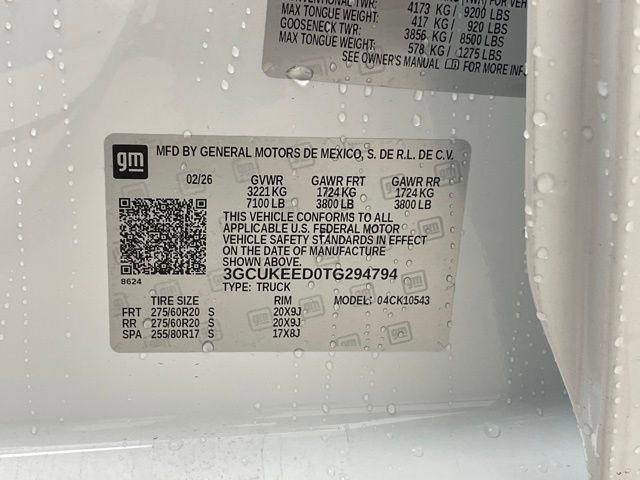 4173 KG / 9200 LBS
MAX TONGUE WEIGHT: 417 KG / 920 LBS
GOOSENECK TWR: 3856 KG / 8500 LBS
MAX TONGUE WEIGHT: 578 KG / 1275 LBS
SEE OWNER'S MANUAL FOR MORE INF
gm
MFD BY GENERAL MOTORS DE MEXICO, S. DE R.L. DE C.V.
02/26 GVWR GAWR FRT GAWR RR
3221 KG 1724 KG 1724 KG
7100 LB 3800 LB 3800 LB
THIS VEHICLE CONFORMS TO ALL
APPLICABLE U.S. FEDERAL MOTOR
VEHICLE SAFETY STANDARDS IN EFFECT
ON THE DATE OF MANUFACTURE
SHOWN ABOVE.
8624
3GCUKEED0TG294794
TYPE: TRUCK
TIRE SIZE RIM MODEL: 04CK10543
FRT 275/60R20 S 20X9J
RR 275/60R20 S 20X9J
SPA 255/80R17 S 17X8J